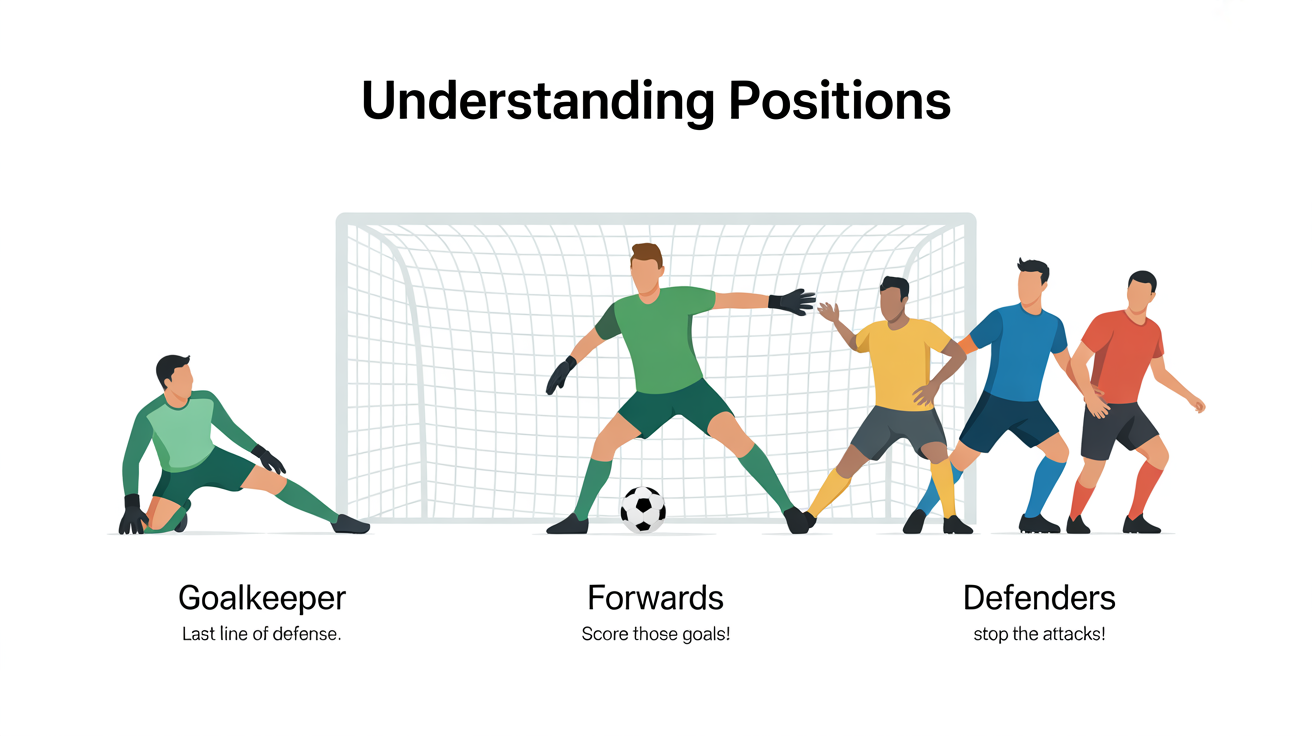 Understanding Positions
Goalkeeper
Last line of defense.
Forwards
Score those goals!
Defenders
stop the attacks!